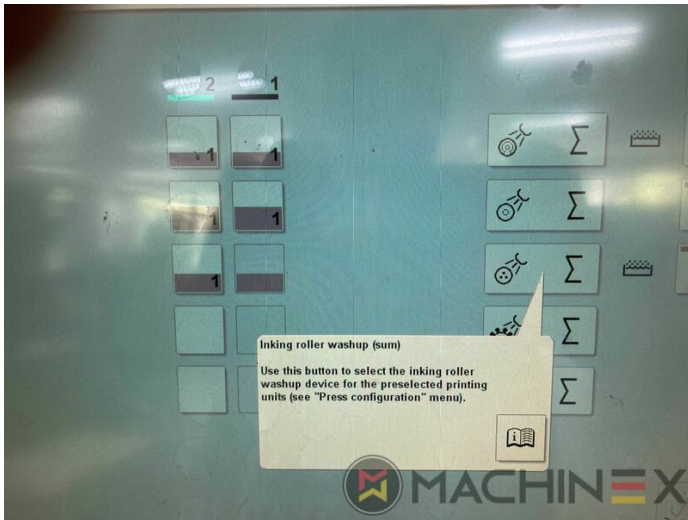 2 1
1 1 Σ
1 1 Σ
1 Σ
Σ
Σ
Inking roller washup (sum)
Use this button to select the inking roller
washup device for the preselected printing
units (see "Press configuration" menu).
i
MACHINEX